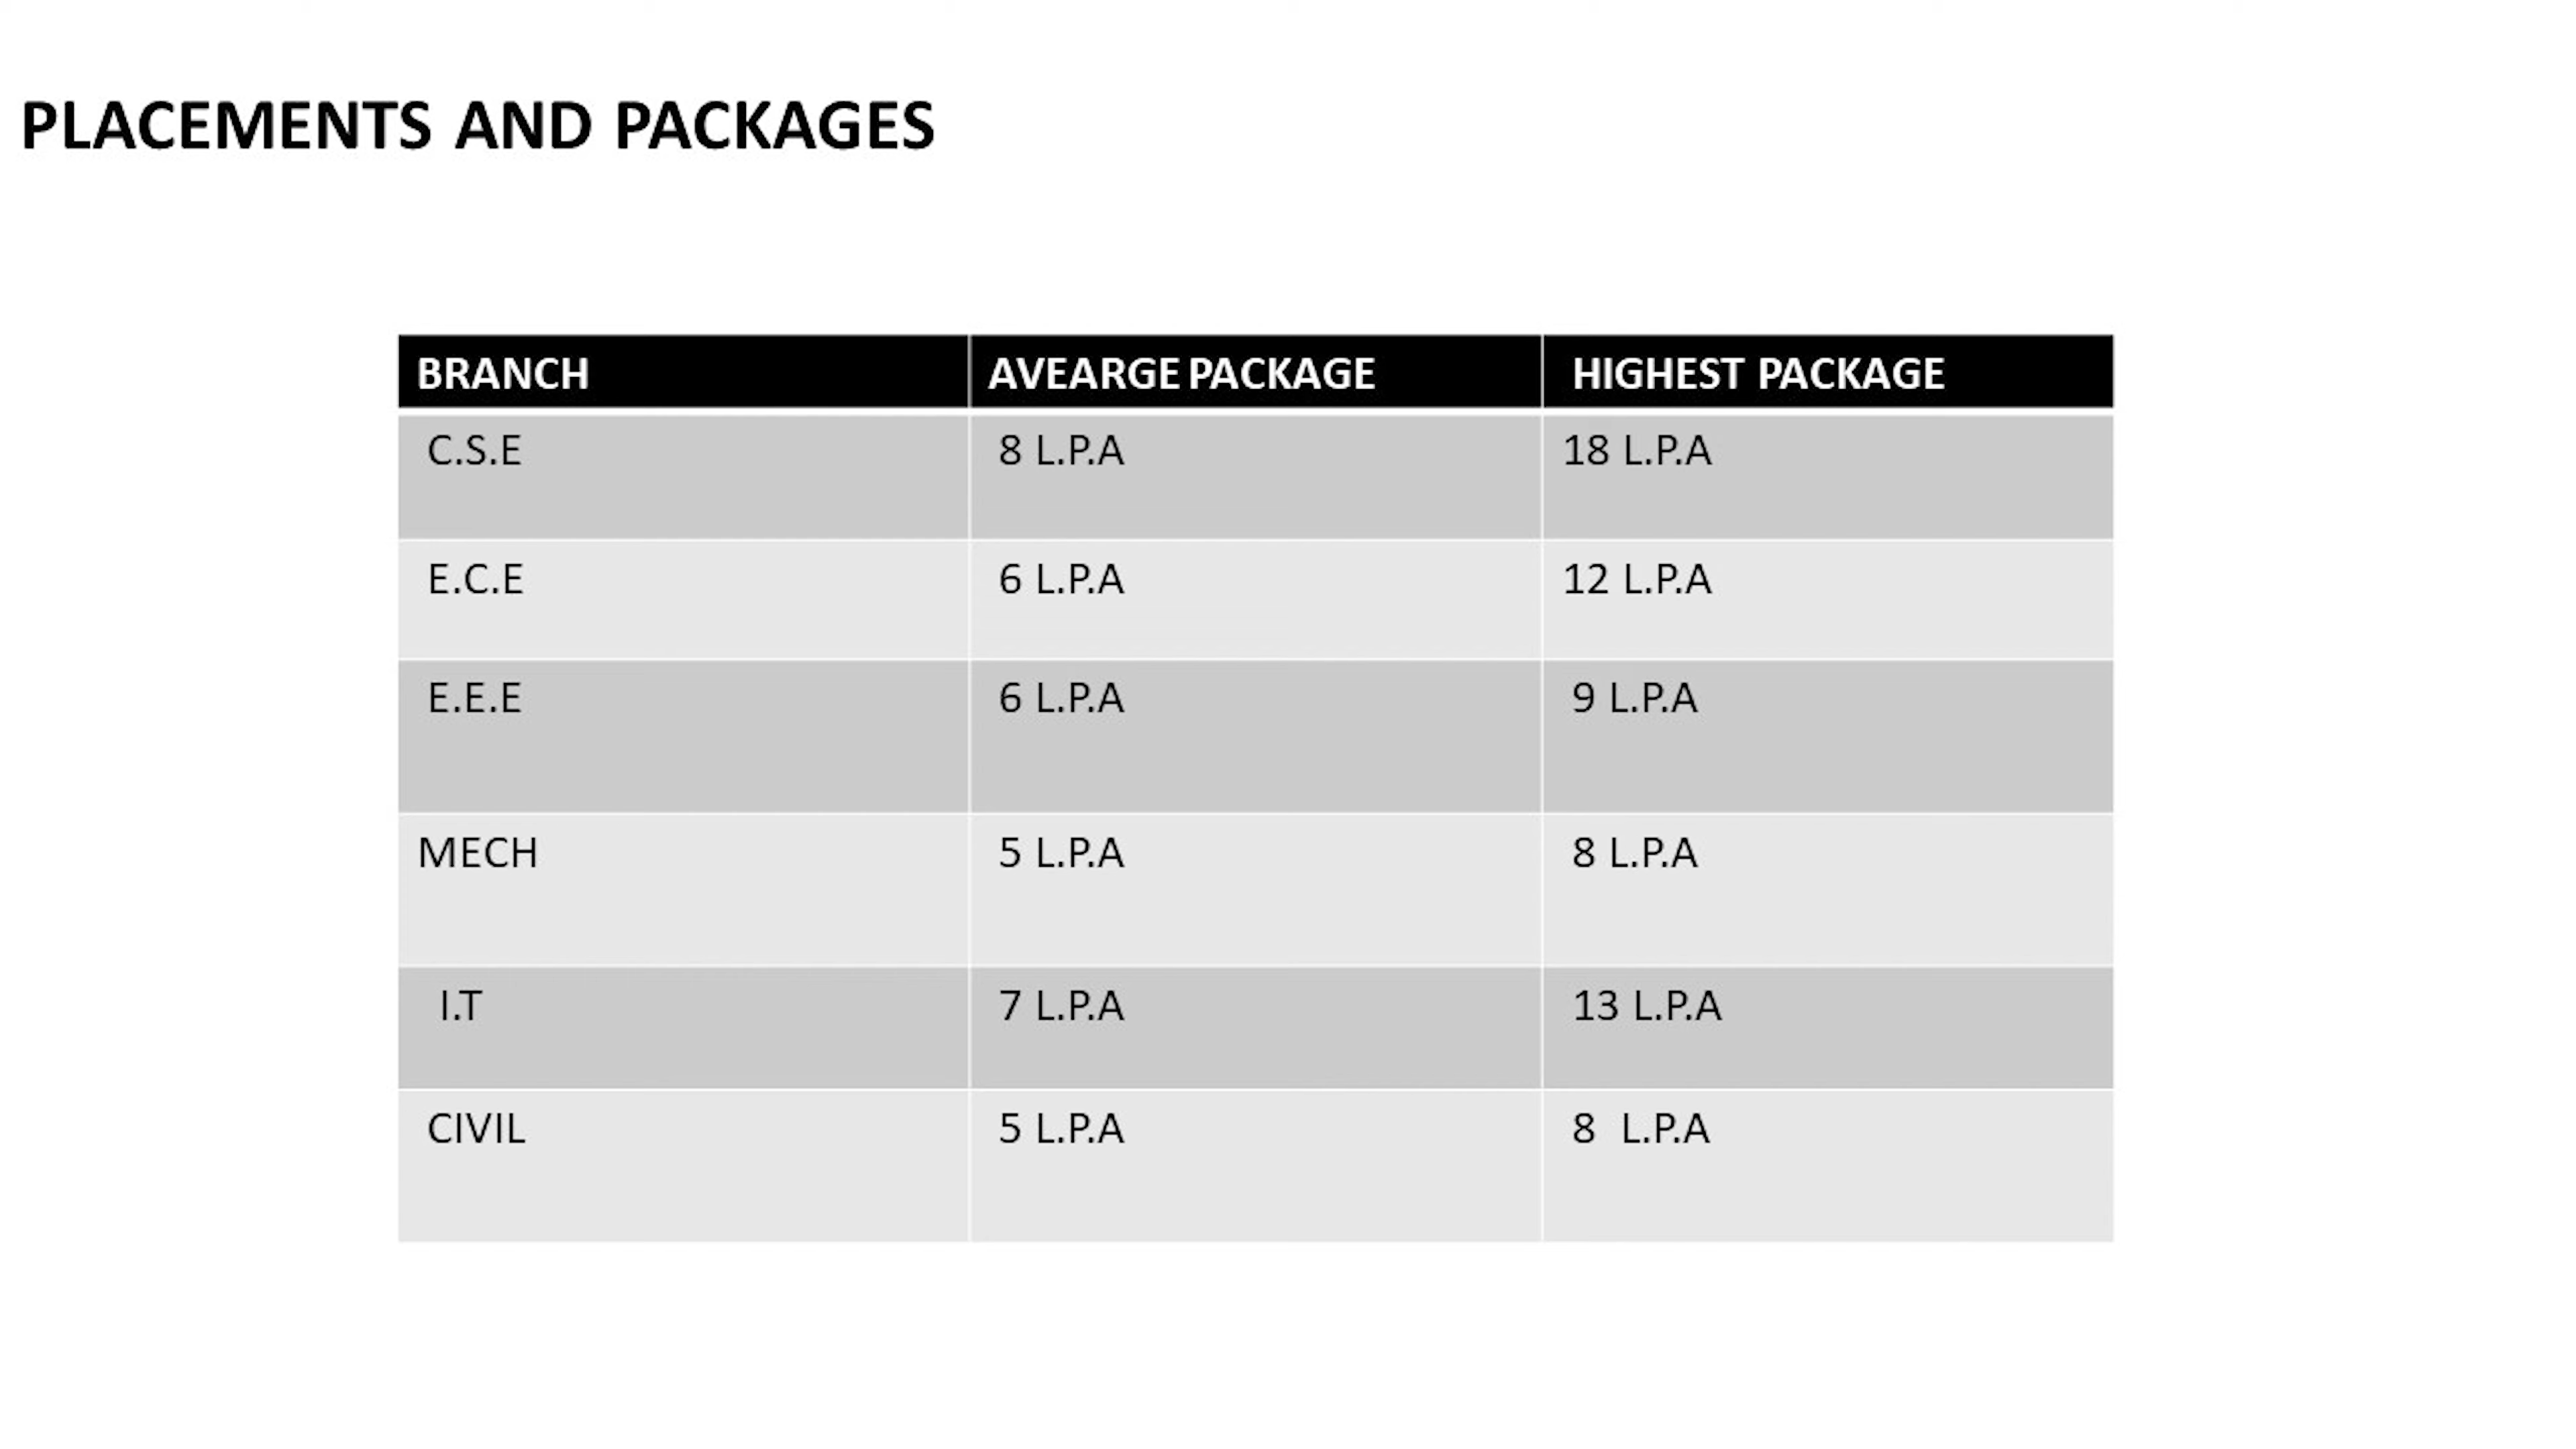 PLACEMENTS AND PACKAGES
BRANCH AVEARGE PACKAGE HIGHEST PACKAGE
C.S.E 8 L.P.A 18 L.P.A
E.C.E 6 L.P.A 12 L.P.A
E.E.E 6 L.P.A 9 L.P.A
MECH 5 L.P.A 8 L.P.A
I.T 7 L.P.A 13 L.P.A
CIVIL 5 L.P.A 8 L.P.A